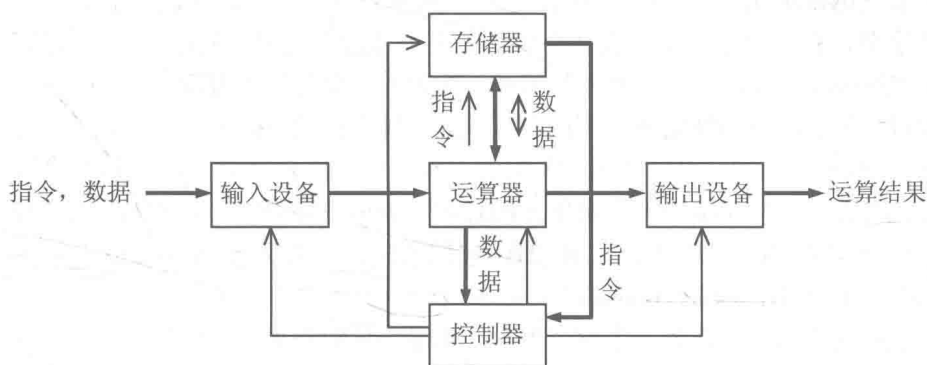 存储器
指令
数据
指令，数据
输入设备
运算器
输出设备
运算结果
数据
指令
控制器